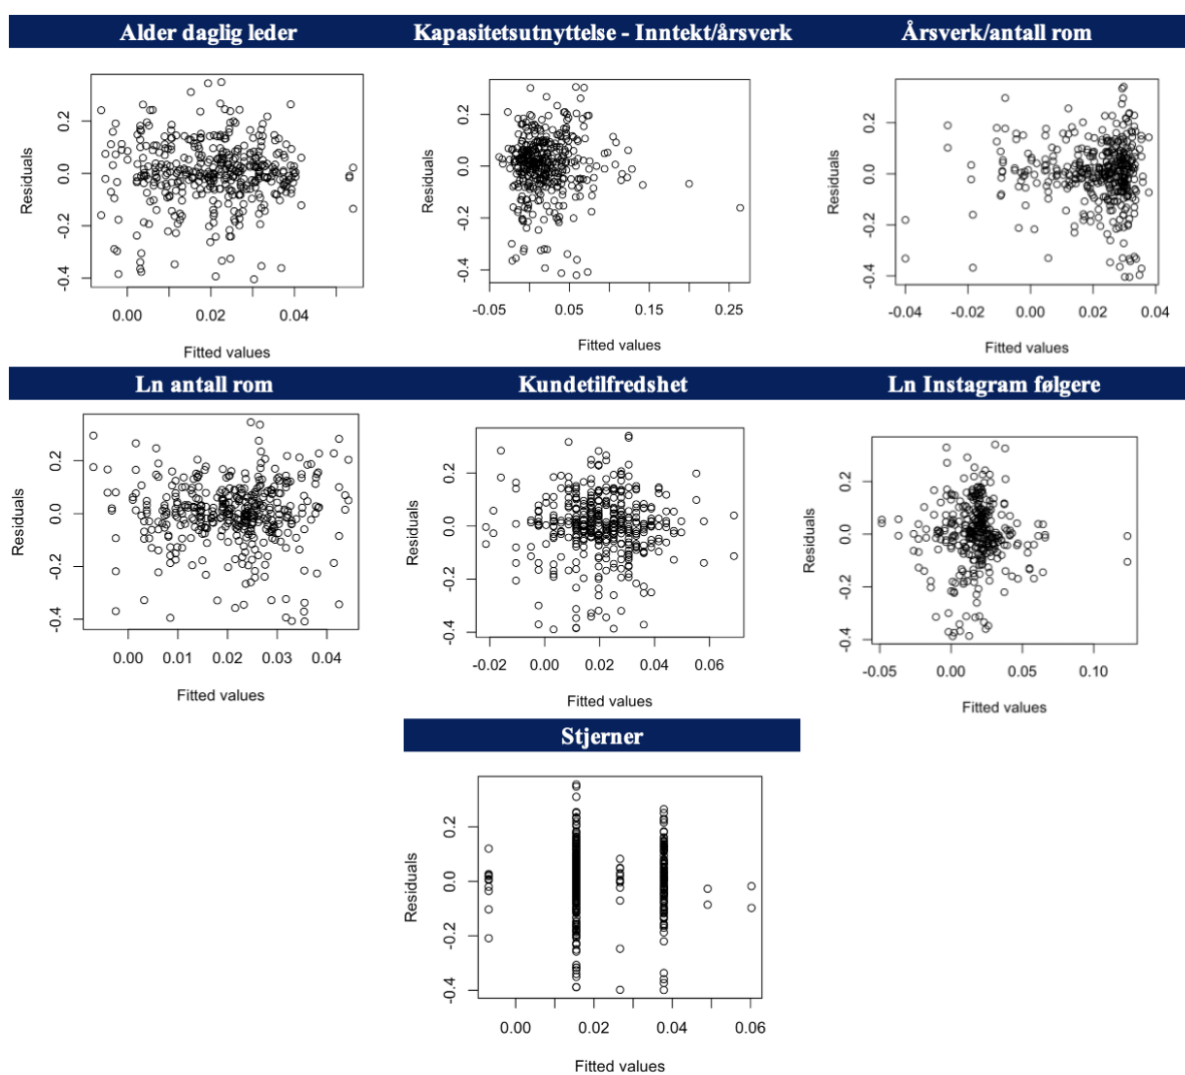 Alder daglig leder
Kapasitetsutnyttelse - Inntekt/årsverk
Årsverk/antall rom
Residuals
0.2
0.0
-0.2
-0.4
0.00
0.02
0.04
Fitted values
Residuals
0.2
0.0
-0.2
-0.4
-0.05
0.05
0.15
0.25
Fitted values
Residuals
0.2
0.0
-0.2
-0.4
-0.04
-0.02
0.00
0.02
0.04
Fitted values
Ln antall rom
Kundetilfredshet
Ln Instagram følgere
Residuals
0.2
0.0
-0.2
-0.4
0.00
0.01
0.02
0.03
0.04
Fitted values
Residuals
0.2
0.0
-0.2
-0.4
-0.02
0.00
0.02
0.04
0.06
Fitted values
Residuals
0.2
0.0
-0.2
-0.4
-0.05
0.00
0.10
Fitted values
Stjerner
Residuals
0.2
0.0
-0.2
-0.4
0.00
0.02
0.04
0.06
Fitted values